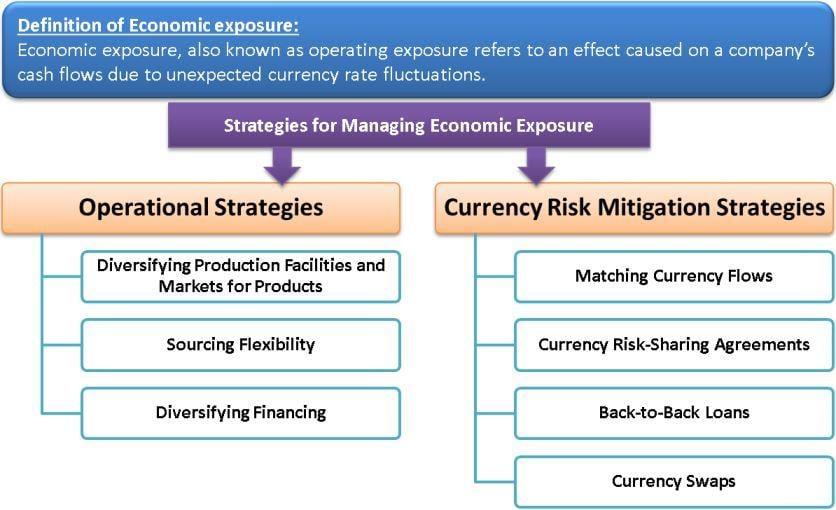 Definition of Economic exposure:
Economic exposure, also known as operating exposure refers to an effect caused on a company's
cash flows due to unexpected currency rate fluctuations.
Strategies for Managing Economic Exposure
Operational Strategies
Diversifying Production Facilities and
Markets for Products
Sourcing Flexibility
Diversifying Financing
Currency Risk Mitigation Strategies
Matching Currency Flows
Currency Risk-Sharing Agreements
Back-to-Back Loans
Currency Swaps